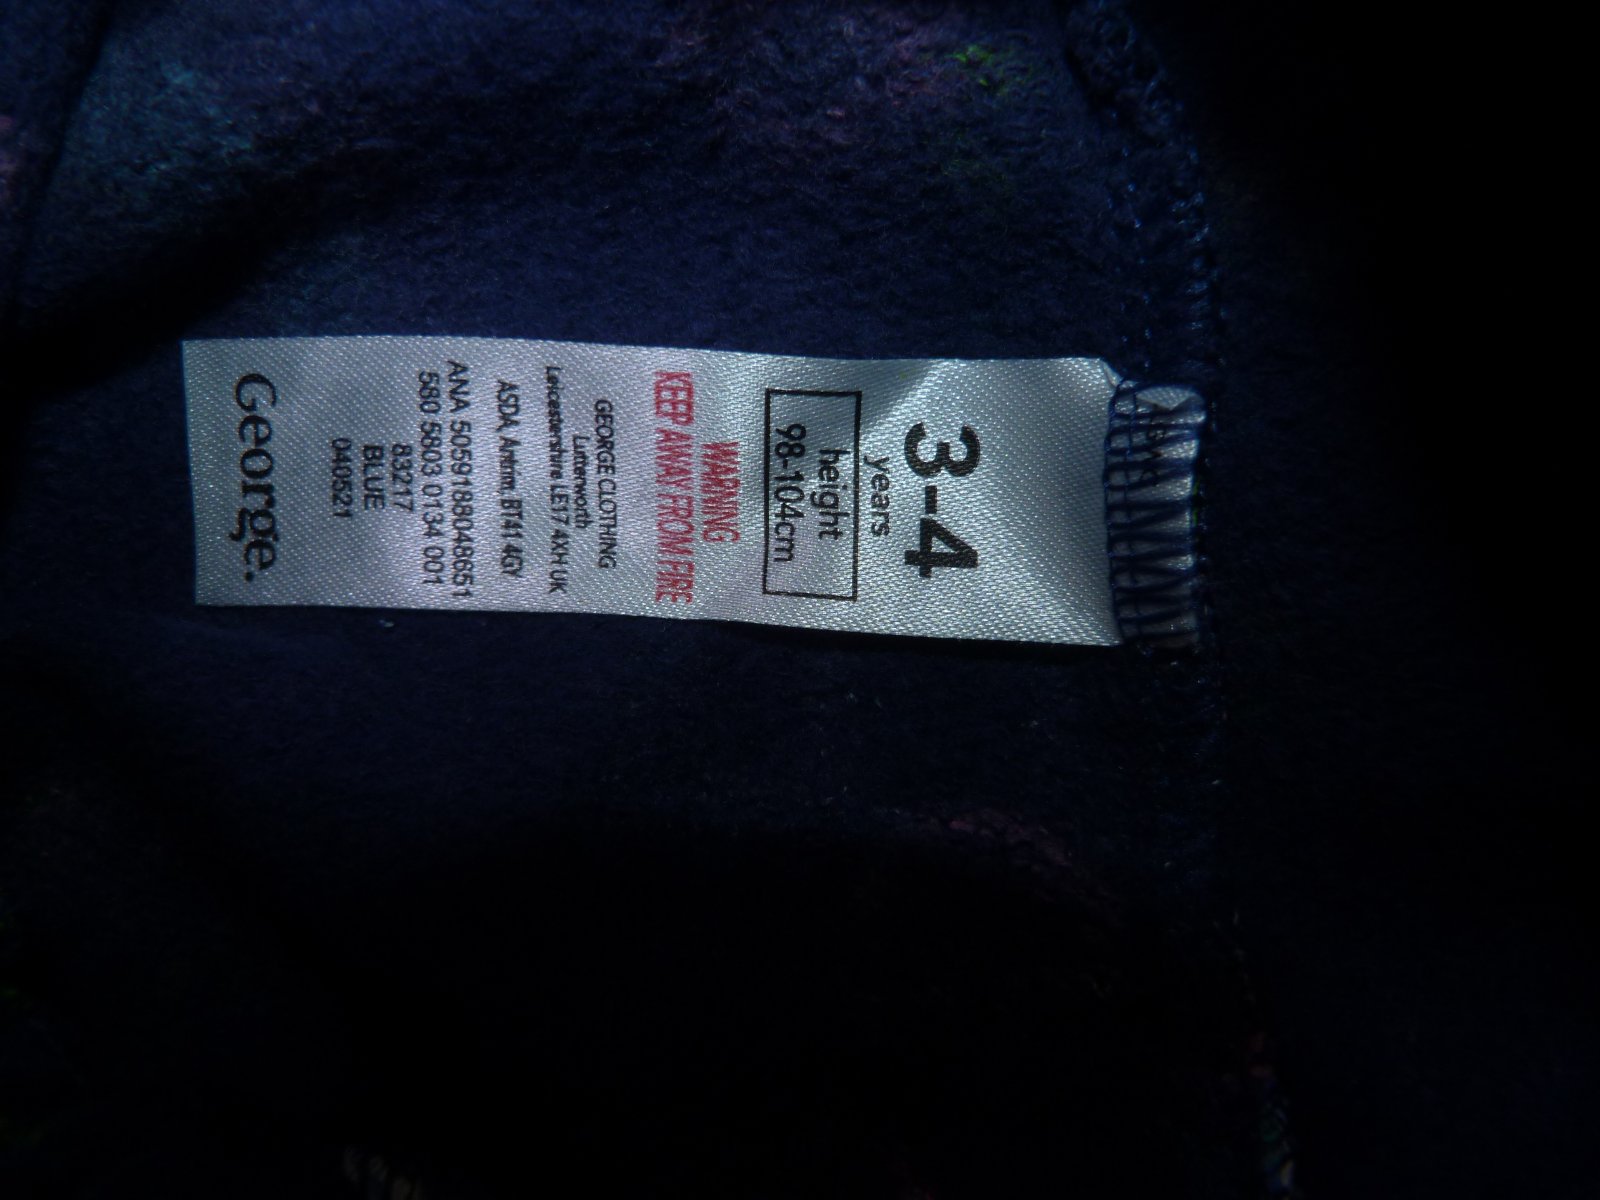 3-4
years
height
98-104cm
WARNING
KEEP AWAY FROM FIRE
GEORGE CLOTHING
Lutterworth
Leicestershire LE17 4XH UK
ASDA, Antrim, BT41 4GY
ANA 5059188048651
580 5803 0134 001
83217
BLUE
040521
George.